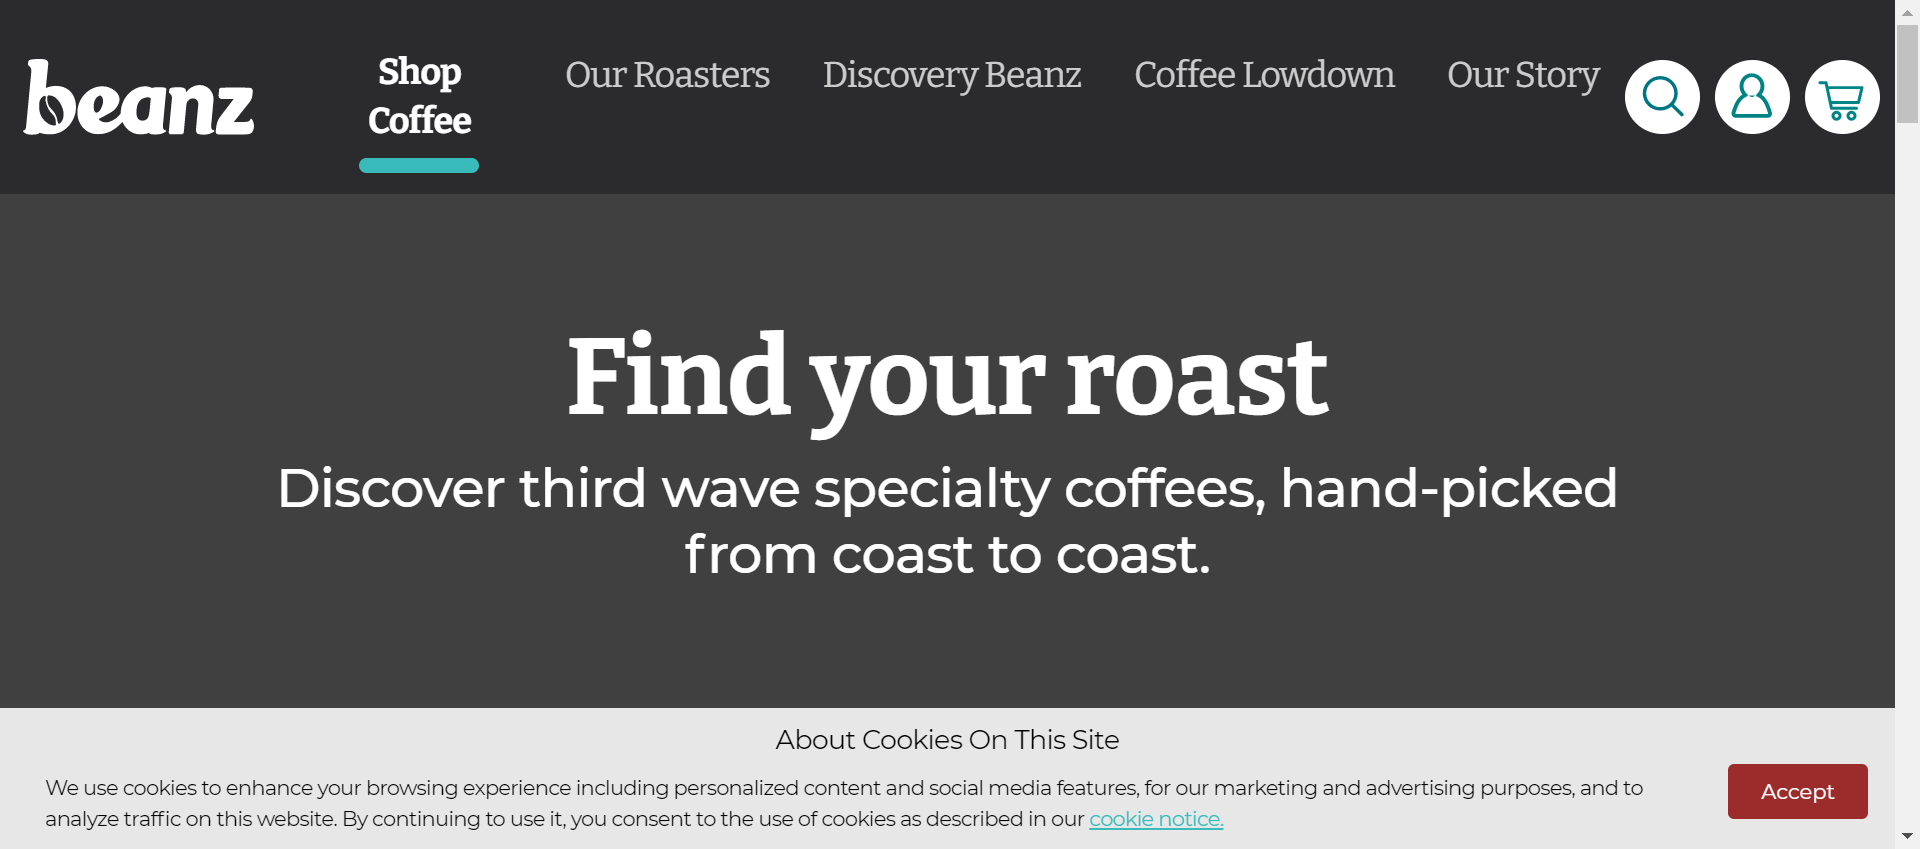 beanz
Shop
Coffee
Our Roasters
Discovery Beanz
Coffee Lowdown
Our Story
Find your roast
Discover third wave specialty coffees, hand-picked
from coast to coast.
About Cookies On This Site
We use cookies to enhance your browsing experience including personalized content and social media features, for our marketing and advertising purposes, and to
analyze traffic on this website. By continuing to use it, you consent to the use of cookies as described in our cookie notice.
Accept